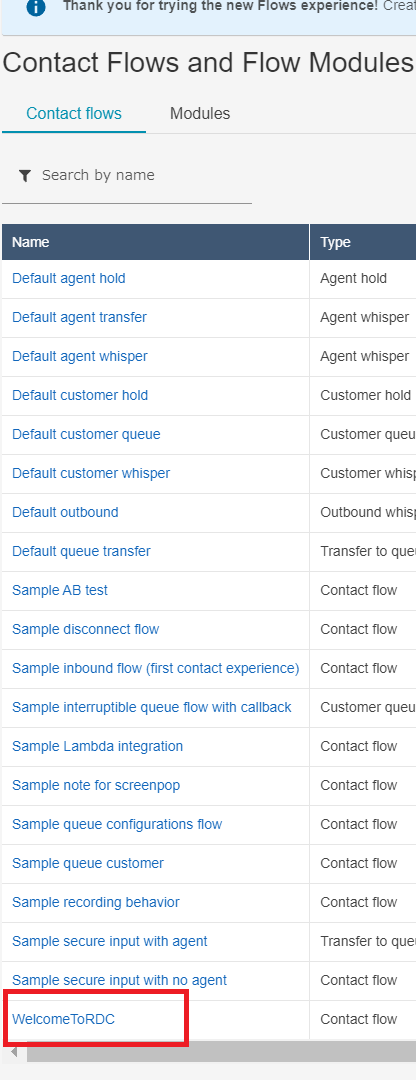 Thank you for trying the new Flows experience! Creat
Contact Flows and Flow Modules
Contact flows Modules
Search by name
Name Type
Default agent hold Agent hold
Default agent transfer Agent whisper
Default agent whisper Agent whisper
Default customer hold Customer hold
Default customer queue Customer queu
Default customer whisper Customer whisp
Default outbound Outbound whisp
Default queue transfer Transfer to que
Sample AB test Contact flow
Sample disconnect flow Contact flow
Sample inbound flow (first contact experience) Contact flow
Sample interruptible queue flow with callback Customer queu
Sample Lambda integration Contact flow
Sample note for screenpop Contact flow
Sample queue configurations flow Contact flow
Sample queue customer Contact flow
Sample recording behavior Contact flow
Sample secure input with agent Transfer to que
Sample secure input with no agent Contact flow
WelcomeToRDC Contact flow